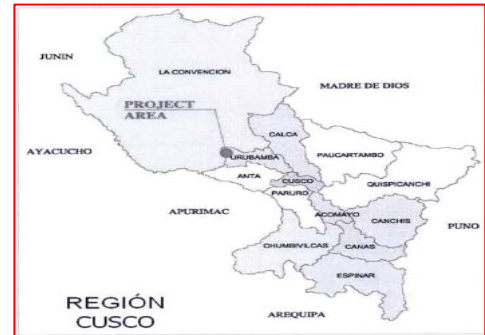 JUNIN
LA CONVENCION
MADRE DE DIOS
PROJECT
AREA
CALCA
AYACUCHO
URUBAMBA
PAUCARTAMBO
ANTA
CUSCO
QUISPICANCHI
PARURO
APURIMAC
ACOMAYO
CANCHIS
PUNO
CHUMBIVILCAS
CANAS
ESPINAR
REGIÓN
CUSCO
AREQUIPA